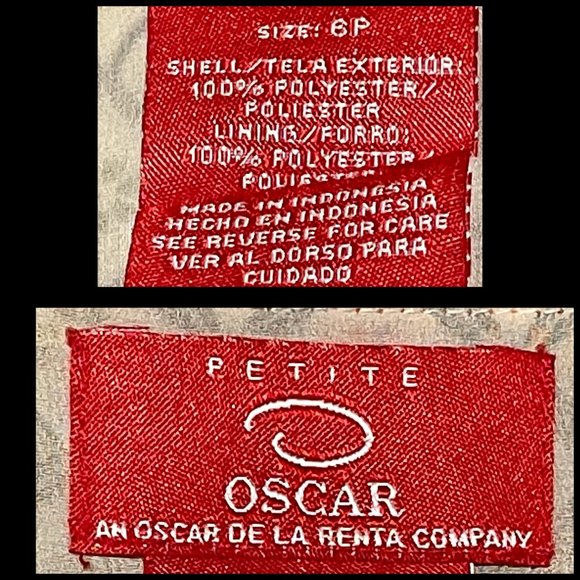 SIZE: 6P
SHELL/TELA EXTERIOR:
100% POLYESTER/
POLIESTER
LINING/FORRO:
100% POLYESTER/
POLIESTER
MADE IN INDONESIA
HECHO EN INDONESIA
SEE REVERSE FOR CARE
VER AL DORSO PARA
CUIDADO
PETITE
OSCAR
AN OSCAR DE LA RENTA COMPANY